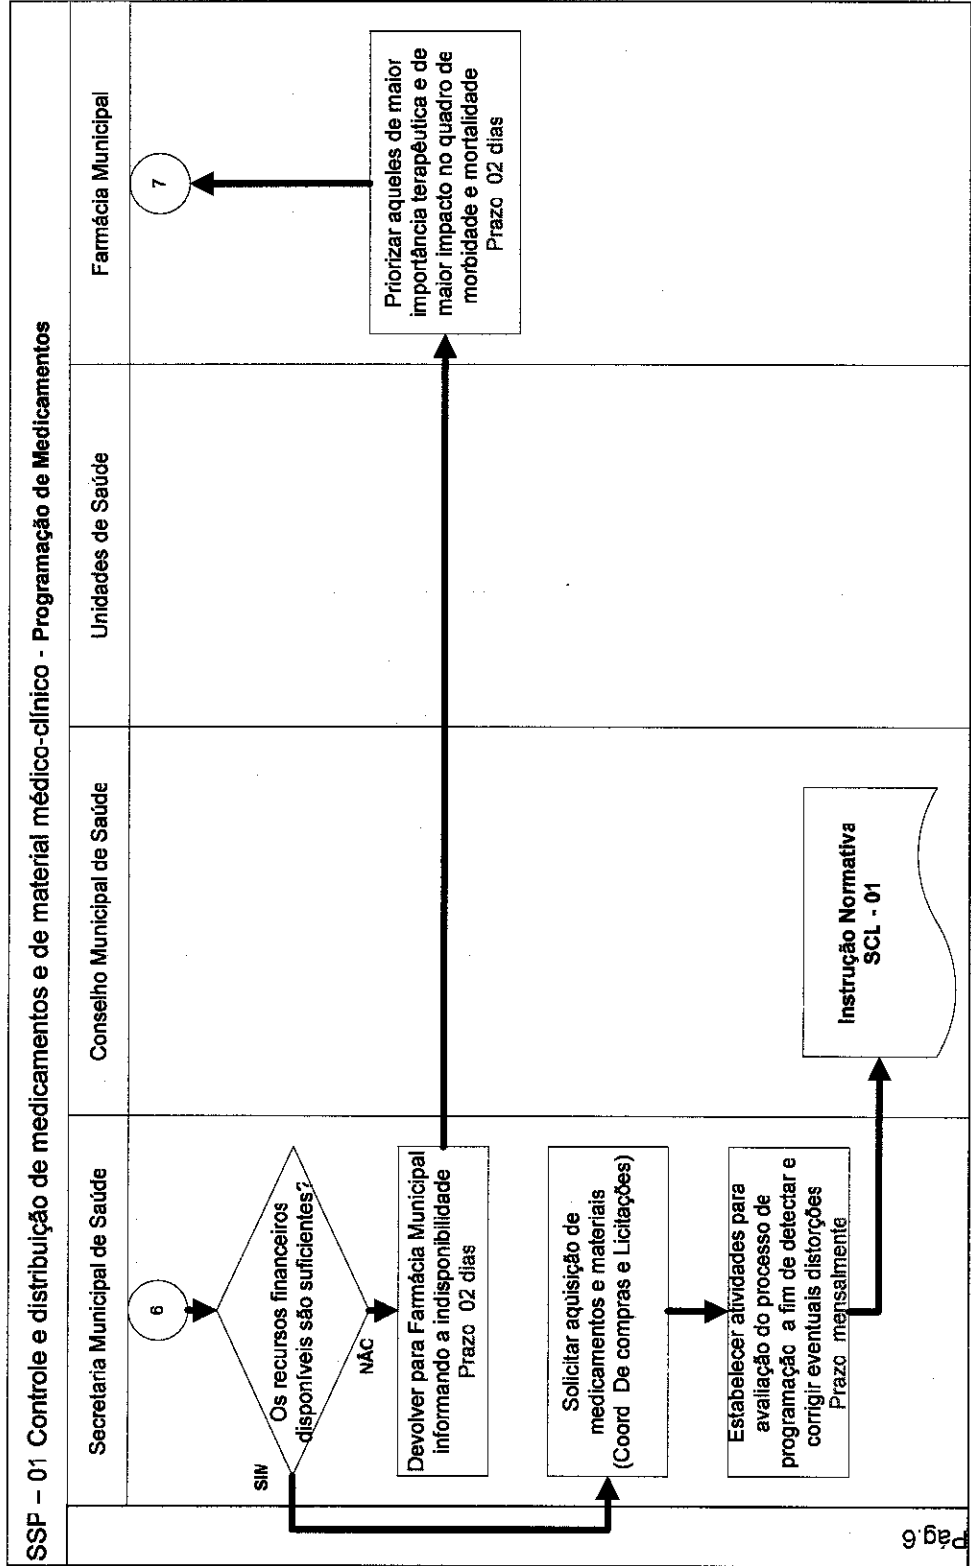 SSP – 01 Controle e distribuição de medicamentos e de material médico-clínico - Programação de Medicamentos
Secretaria Municipal de Saúde
Conselho Municipal de Saúde
Unidades de Saúde
Farmácia Municipal
6
Os recursos financeiros
disponíveis são suficientes?
SIM
NÃC
Devolver para Farmácia Municipal
informando a indisponibilidade
Prazo 02 dias
Priorizar aqueles de maior
importância terapêutica e de
maior impacto no quadro de
morbidade e mortalidade
Prazo 02 dias
7
Solicitar aquisição de
medicamentos e materiais
(Coord De compras e Licitações)
Estabelecer atividades para
avaliação do processo de
programação a fim de detectar e
corrigir eventuais distorções
Prazo mensalmente
Instrução Normativa
SCL - 01
Pág.6